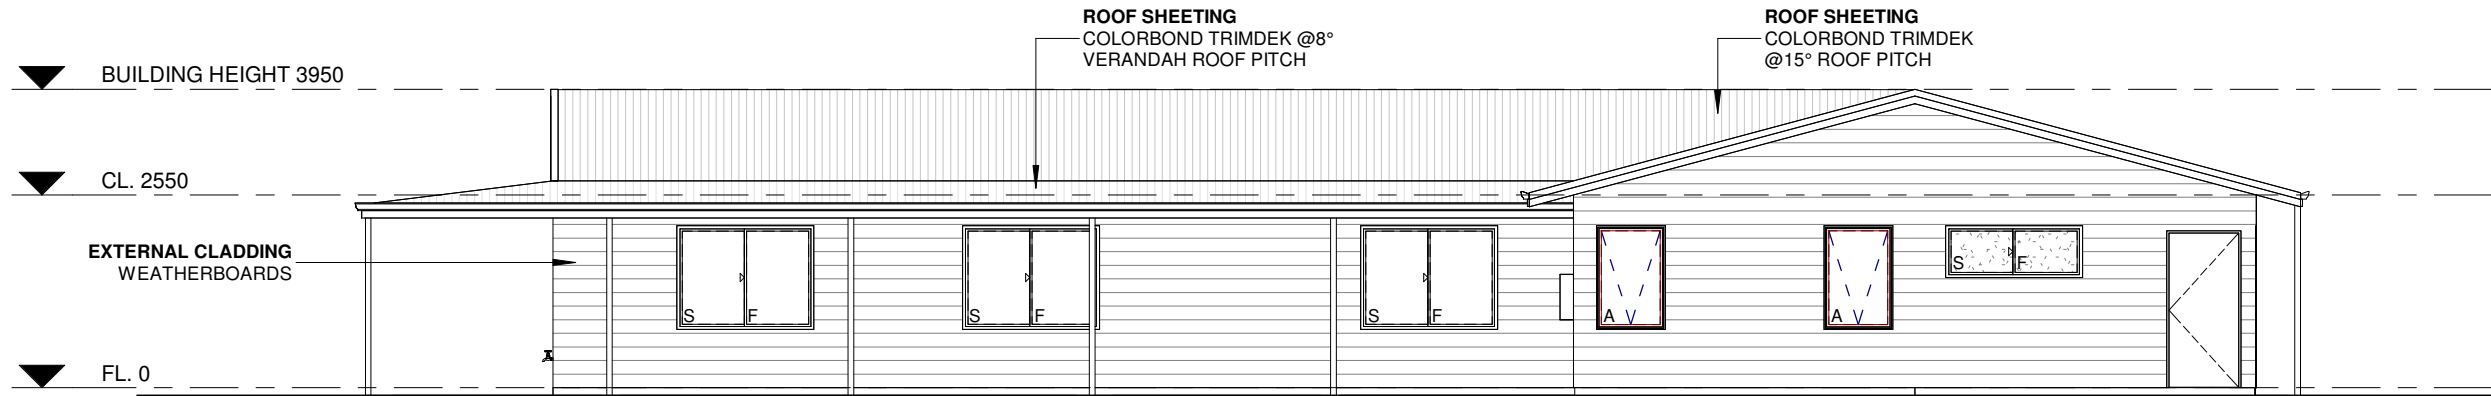 ROOF SHEETING
COLORBOND TRIMDEK @8°
VERANDAH ROOF PITCH
ROOF SHEETING
COLORBOND TRIMDEK
@15° ROOF PITCH
BUILDING HEIGHT 3950
CL. 2550
EXTERNAL CLADDING
WEATHERBOARDS
S F
S F
S F
A
A
S F
FL. 0